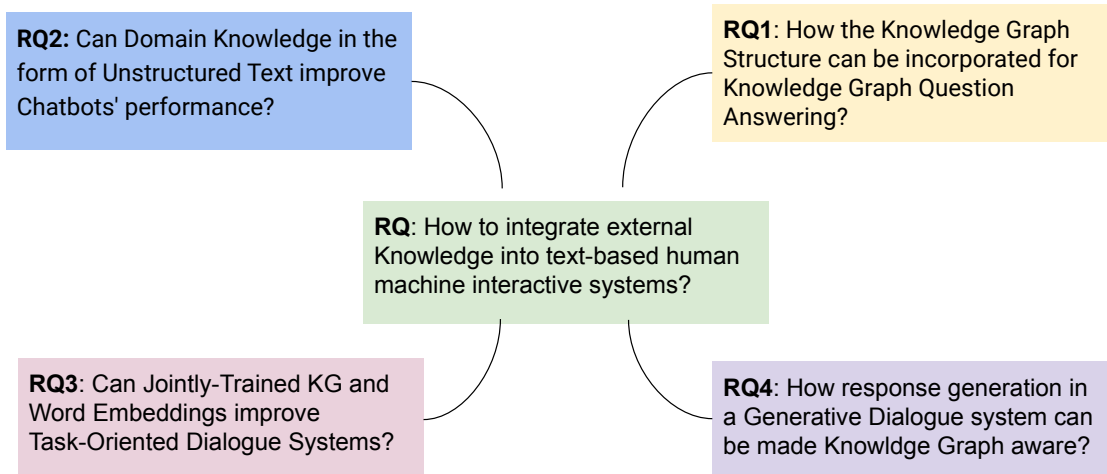 RQ2: Can Domain Knowledge in the
form of Unstructured Text improve
Chatbots' performance?
RQ1: How the Knowledge Graph
Structure can be incorporated for
Knowledge Graph Question
Answering?
RQ: How to integrate external
Knowledge into text-based human
machine interactive systems?
RQ3: Can Jointly-Trained KG and
Word Embeddings improve
Task-Oriented Dialogue Systems?
RQ4: How response generation in
a Generative Dialogue system can
be made Knowldge Graph aware?